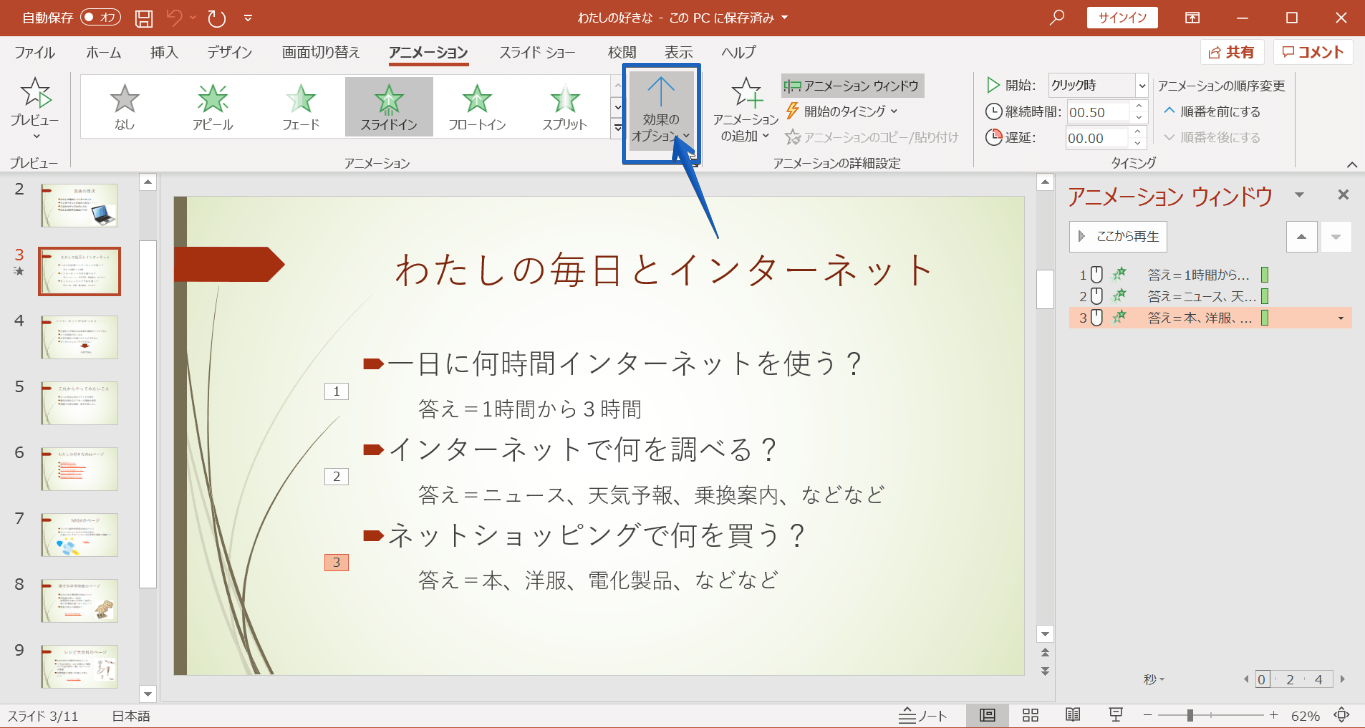 自動保存 オフ わたしの好きな - この PC に保存済み サインイン
ファイル ホーム 挿入 デザイン 画面切り替え アニメーション スライド ショー 校閲 表示 ヘルプ 共有 コメント
プレビュー
なし アピール フェード スライドイン フロートイン スプリット
効果の
オプション
アニメーション
の追加
アニメーション ウィンドウ
開始のタイミング
アニメーションのコピー/貼り付け
開始: クリック時
継続時間: 00.50
遅延: 00.00
アニメーションの順序変更
順番を前にする
順番を後にする
プレビュー アニメーション アニメーションの詳細設定 タイミング
2
3
4
5
6
7
8
9
わたしの毎日とインターネット
一日に何時間インターネットを使う？
1
答え＝1時間から３時間
インターネットで何を調べる？
2
答え＝ニュース、天気予報、乗換案内、などなど
ネットショッピングで何を買う？
3
答え＝本、洋服、電化製品、などなど
アニメーション ウィンドウ
ここから再生
1 答え＝1時間から...
2 答え＝ニュース、天...
3 答え＝本、洋服、...
秒 0 2 4
スライド 3/11 日本語 ノート 62%